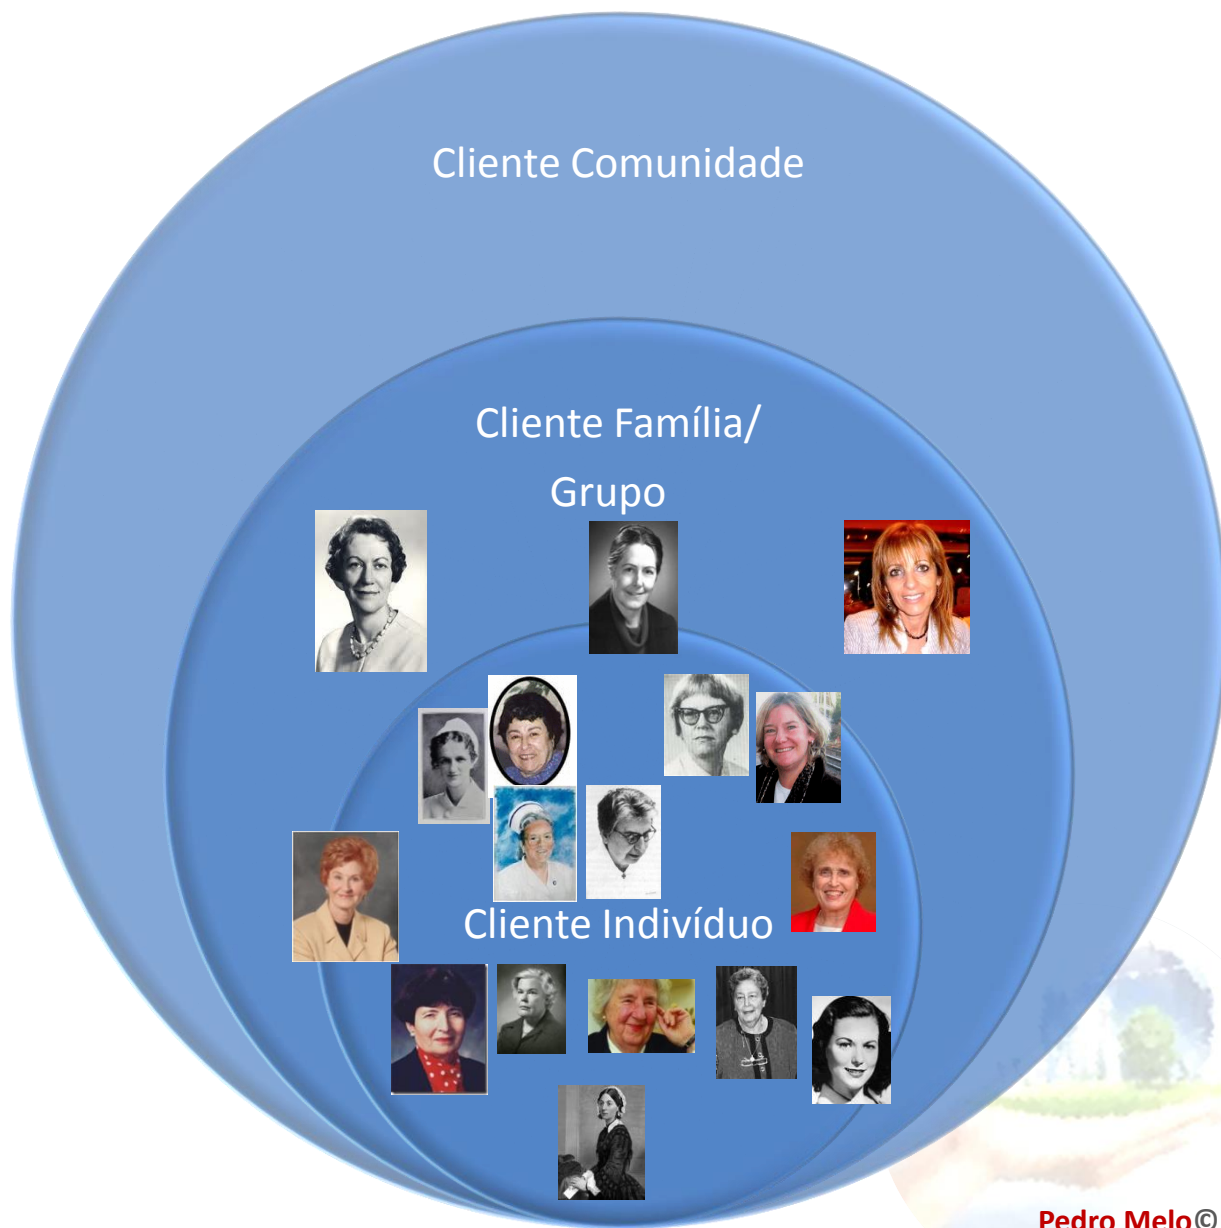 Cliente Comunidade
Cliente Família/
Grupo
Cliente Indivíduo
Pedro Melo©